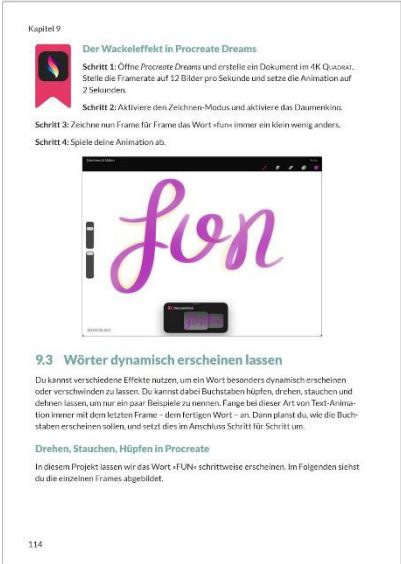 Kapitel 9
Der Wackeleffekt in Procreate Dreams
Schritt 1: Öffne Procreate Dreams und erstelle ein Dokument im 4K QUADRAT.
Stelle die Framerate auf 12 Bilder pro Sekunde und setze die Animation auf
2 Sekunden.
Schritt 2: Aktiviere den Zeichnen-Modus und aktiviere das Daumenkino.
Schritt 3: Zeichne nun Frame für Frame das Wort »fun« immer ein klein wenig anders.
Schritt 4: Spiele deine Animation ab.
fun
9.3 Wörter dynamisch erscheinen lassen
Du kannst verschiedene Effekte nutzen, um ein Wort besonders dynamisch erscheinen
oder verschwinden zu lassen. Du kannst dabei Buchstaben hüpfen, drehen, stauchen und
dehnen lassen, um nur ein paar Beispiele zu nennen. Fange bei dieser Art von Text-Anima-
tion immer mit dem letzten Frame – dem fertigen Wort – an. Dann planst du, wie die Buch-
staben erscheinen sollen, und setzt dies im Anschluss Schritt für Schritt um.
Drehen, Stauchen, Hüpfen in Procreate
In diesem Projekt lassen wir das Wort »FUN« schrittweise erscheinen. Im Folgenden siehst
du die einzelnen Frames abgebildet.
114